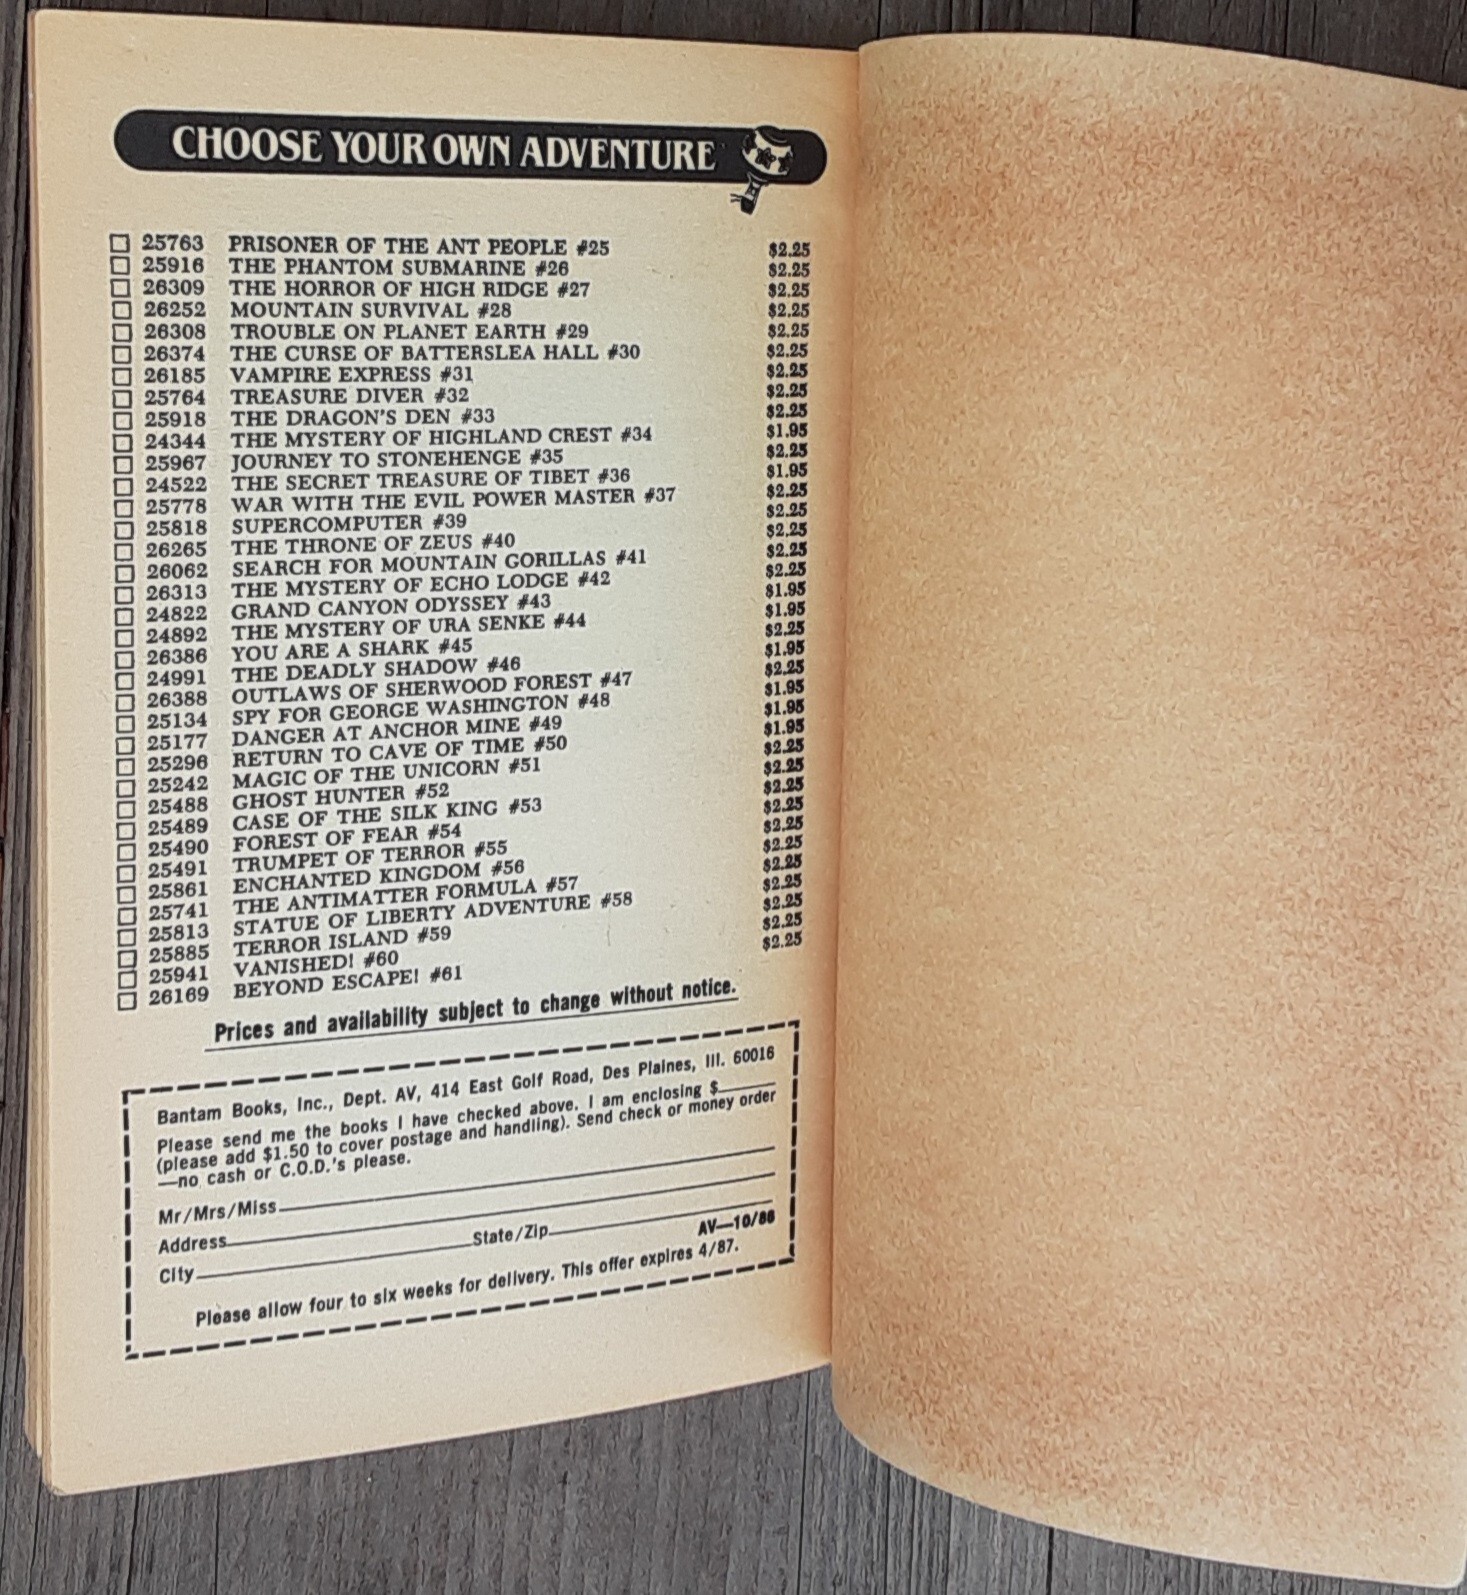 CHOOSE YOUR OWN ADVENTURE
25763 PRISONER OF THE ANT PEOPLE #25 $2.25
25916 THE PHANTOM SUBMARINE #26 $2.25
26309 THE HORROR OF HIGH RIDGE #27 $2.25
26252 MOUNTAIN SURVIVAL #28 $2.25
26308 TROUBLE ON PLANET EARTH #29 $2.25
26374 THE CURSE OF BATTERSLEA HALL #30 $2.25
26185 VAMPIRE EXPRESS #31 $2.25
25764 TREASURE DIVER #32 $2.25
25918 THE DRAGON'S DEN #33 $2.25
24344 THE MYSTERY OF HIGHLAND CREST #34 $1.95
25967 JOURNEY TO STONEHENGE #35 $2.25
24522 THE SECRET TREASURE OF TIBET #36 $1.95
25778 WAR WITH THE EVIL POWER MASTER #37 $2.25
25818 SUPERCOMPUTER #39 $2.25
26265 THE THRONE OF ZEUS #40 $2.25
26062 SEARCH FOR MOUNTAIN GORILLAS #41 $2.25
26313 THE MYSTERY OF ECHO LODGE #42 $2.25
24822 GRAND CANYON ODYSSEY #43 $1.95
24892 THE MYSTERY OF URA SENKE #44 $1.95
26386 YOU ARE A SHARK #45 $2.25
24991 THE DEADLY SHADOW #46 $1.95
26388 OUTLAWS OF SHERWOOD FOREST #47 $2.25
25134 SPY FOR GEORGE WASHINGTON #48 $1.95
25177 DANGER AT ANCHOR MINE #49 $1.95
25296 RETURN TO CAVE OF TIME #50 $1.95
25242 MAGIC OF THE UNICORN #51 $2.25
25488 GHOST HUNTER #52 $2.25
25489 CASE OF THE SILK KING #53 $2.25
25490 FOREST OF FEAR #54 $2.25
25491 TRUMPET OF TERROR #55 $2.25
25861 ENCHANTED KINGDOM #56 $2.25
25741 THE ANTIMATTER FORMULA #57 $2.25
25813 STATUE OF LIBERTY ADVENTURE #58 $2.25
25885 TERROR ISLAND #59 $2.25
25941 VANISHED! #60 $2.25
26169 BEYOND ESCAPE! #61 $2.25
Prices and availability subject to change without notice.
Bantam Books, Inc., Dept. AV, 414 East Golf Road, Des Plaines, Ill. 60016
Please send me the books I have checked above. I am enclosing $
(please add $1.50 to cover postage and handling). Send check or money order
—no cash or C.O.D.'s please.
Mr/Mrs/Miss
Address
City State/Zip
AV—10/86
Please allow four to six weeks for delivery. This offer expires 4/87.